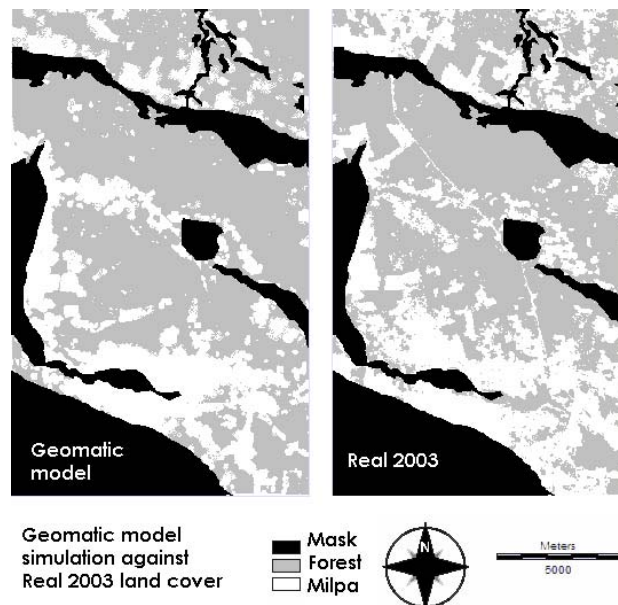 Geomatic
model
Real 2003
Geomatic model
simulation against
Real 2003 land cover
Mask
Forest
Milpa
N
Meters
5000